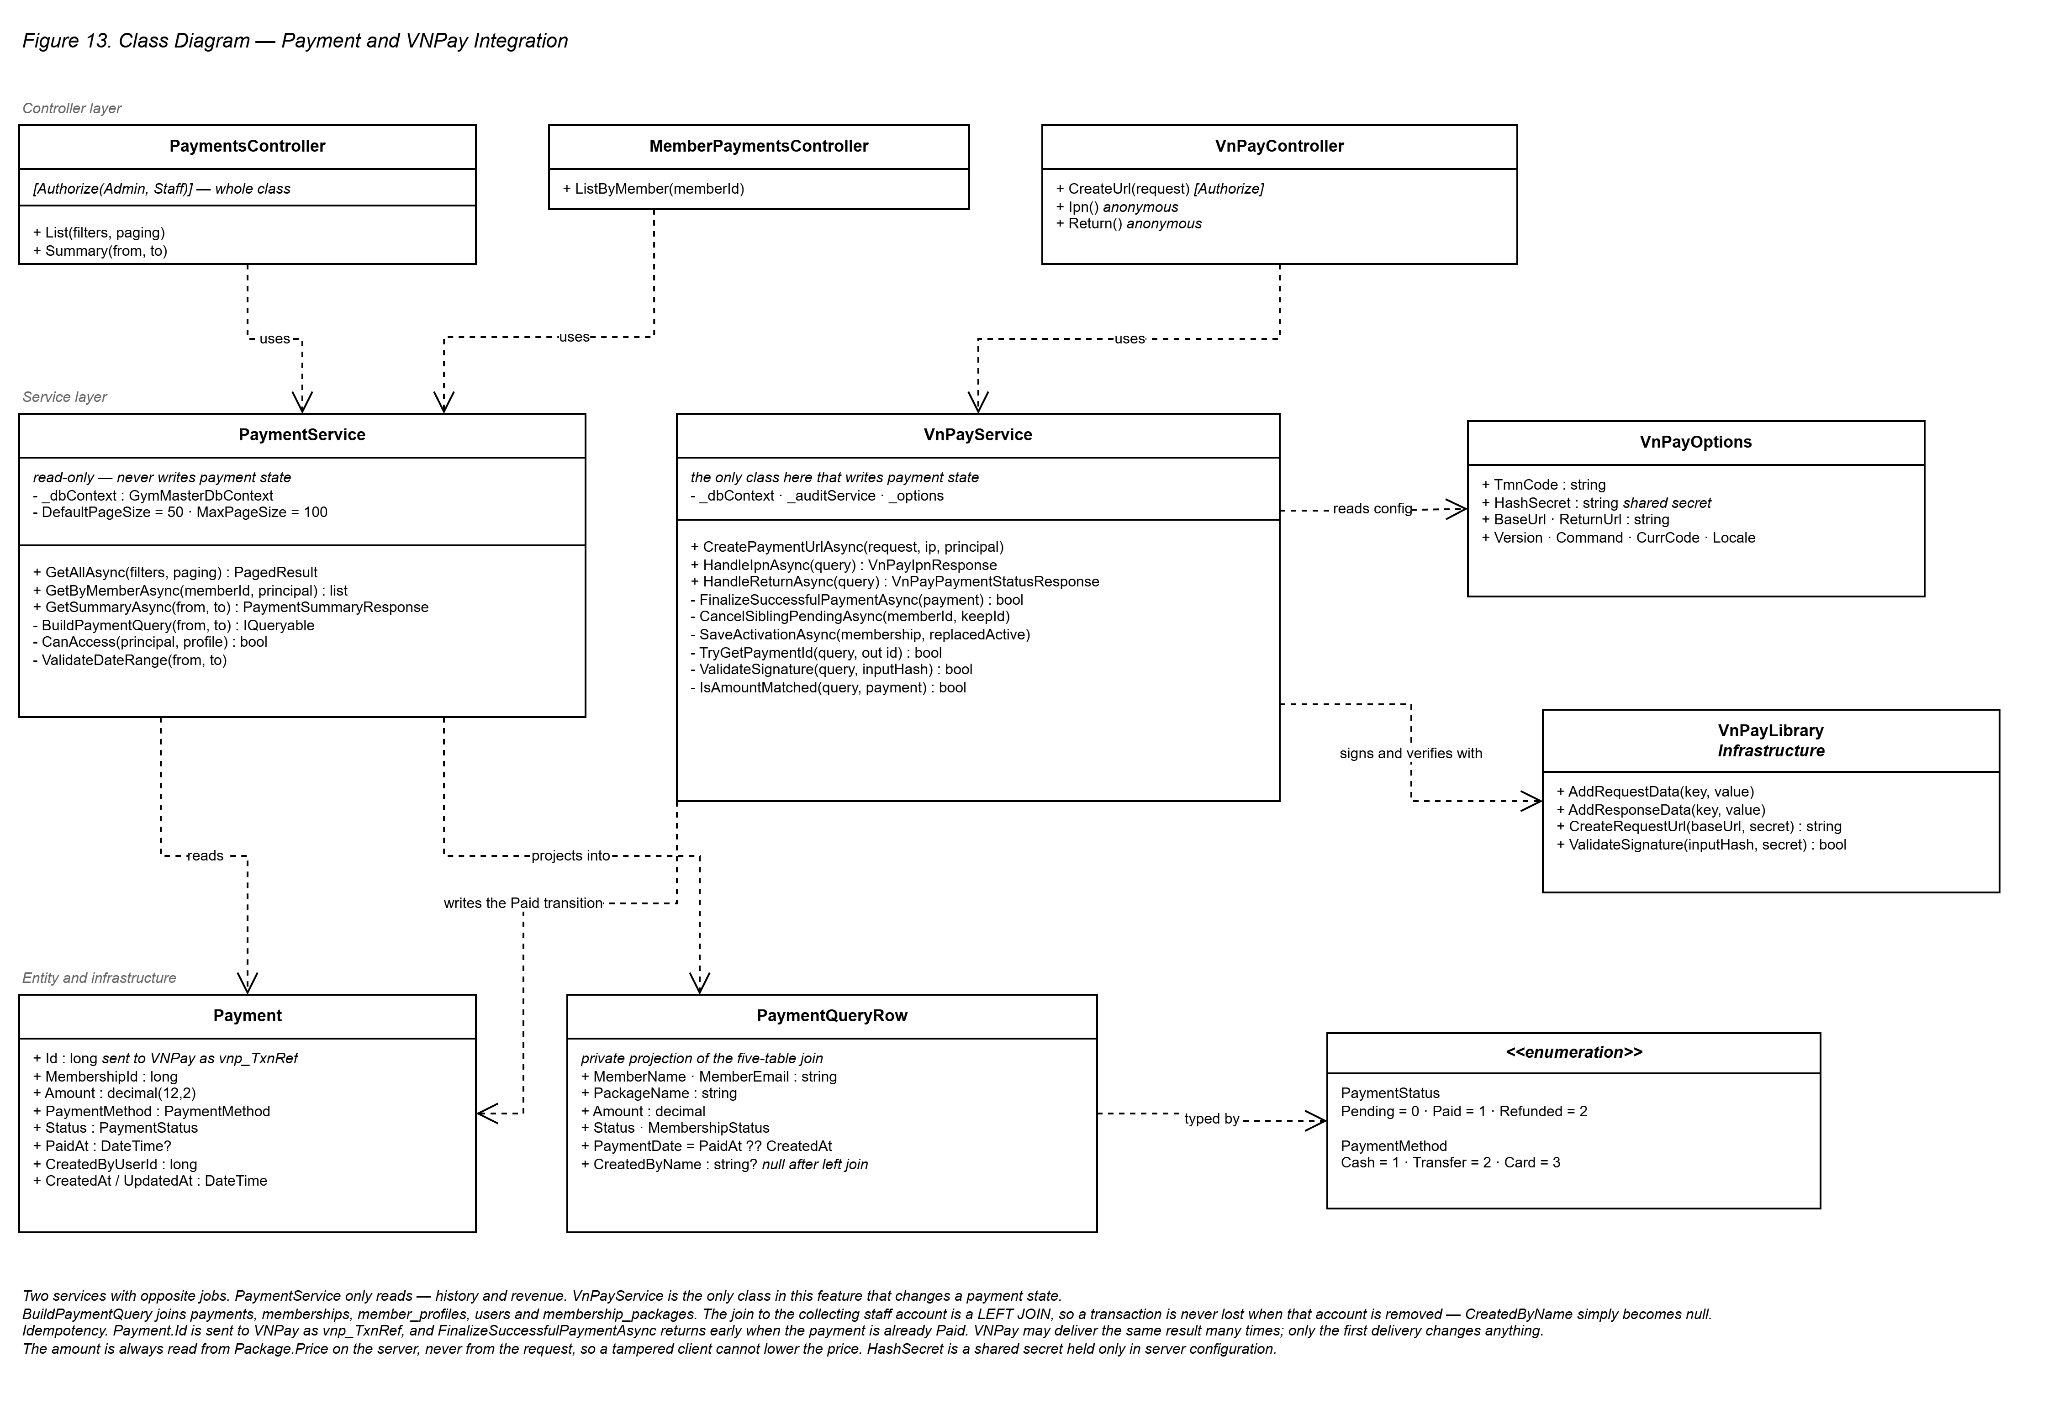 Figure 13. Class Diagram — Payment and VNPay Integration
Controller layer
PaymentsController
[Authorize(Admin, Staff)] — whole class
+ List(filters, paging)
+ Summary(from, to)
MemberPaymentsController
+ ListByMember(memberId)
VnPayController
+ CreateUrl(request) [Authorize]
+ Ipn() anonymous
+ Return() anonymous
uses
uses
uses
Service layer
PaymentService
read-only — never writes payment state
- _dbContext : GymMasterDbContext
- DefaultPageSize = 50 · MaxPageSize = 100
+ GetAllAsync(filters, paging) : PagedResult
+ GetByMemberAsync(memberId, principal) : list
+ GetSummaryAsync(from, to) : PaymentSummaryResponse
- BuildPaymentQuery(from, to) : IQueryable
- CanAccess(principal, profile) : bool
- ValidateDateRange(from, to)
VnPayService
the only class here that writes payment state
- _dbContext · _auditService · _options
+ CreatePaymentUrlAsync(request, ip, principal)
+ HandleIpnAsync(query) : VnPayIpnResponse
+ HandleReturnAsync(query) : VnPayPaymentStatusResponse
- FinalizeSuccessfulPaymentAsync(payment) : bool
- CancelSiblingPendingAsync(memberId, keepId)
- SaveActivationAsync(membership, replacedActive)
- TryGetPaymentId(query, out id) : bool
- ValidateSignature(query, inputHash) : bool
- IsAmountMatched(query, payment) : bool
reads config
VnPayOptions
+ TmnCode : string
+ HashSecret : string shared secret
+ BaseUrl · ReturnUrl : string
+ Version · Command · CurrCode · Locale
signs and verifies with
VnPayLibrary
Infrastructure
+ AddRequestData(key, value)
+ AddResponseData(key, value)
+ CreateRequestUrl(baseUrl, secret) : string
+ ValidateSignature(inputHash, secret) : bool
reads
projects into
writes the Paid transition
Entity and infrastructure
Payment
+ Id : long sent to VNPay as vnp_TxnRef
+ MembershipId : long
+ Amount : decimal(12,2)
+ PaymentMethod : PaymentMethod
+ Status : PaymentStatus
+ PaidAt : DateTime?
+ CreatedByUserId : long
+ CreatedAt / UpdatedAt : DateTime
PaymentQueryRow
private projection of the five-table join
+ MemberName · MemberEmail : string
+ PackageName : string
+ Amount : decimal
+ Status · MembershipStatus
+ PaymentDate = PaidAt ?? CreatedAt
+ CreatedByName : string? null after left join
typed by
<<enumeration>>
PaymentStatus
Pending = 0 · Paid = 1 · Refunded = 2
PaymentMethod
Cash = 1 · Transfer = 2 · Card = 3
Two services with opposite jobs. PaymentService only reads — history and revenue. VnPayService is the only class in this feature that changes a payment state.
BuildPaymentQuery joins payments, memberships, member_profiles, users and membership_packages. The join to the collecting staff account is a LEFT JOIN, so a transaction is never lost when that account is removed — CreatedByName simply becomes null.
Idempotency. Payment.Id is sent to VNPay as vnp_TxnRef, and FinalizeSuccessfulPaymentAsync returns early when the payment is already Paid. VNPay may deliver the same result many times; only the first delivery changes anything.
The amount is always read from Package.Price on the server, never from the request, so a tampered client cannot lower the price. HashSecret is a shared secret held only in server configuration.